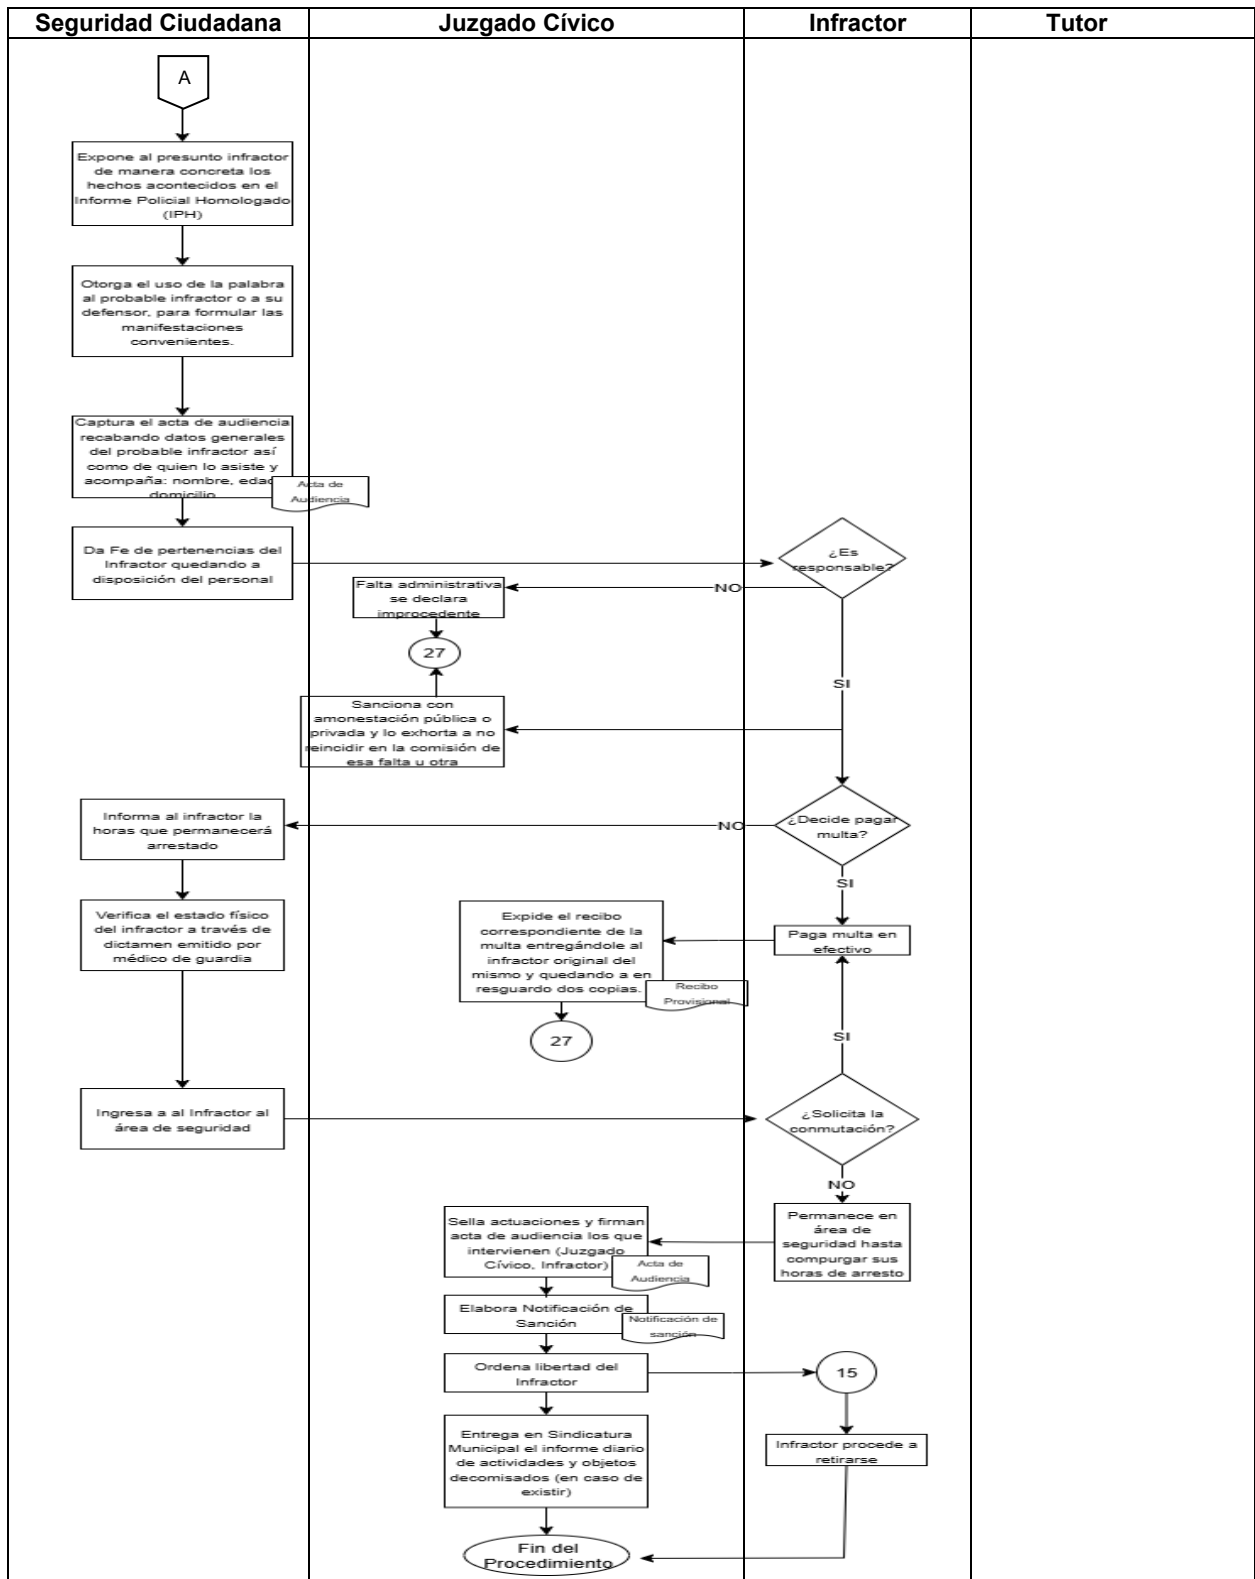 Seguridad Ciudadana
Juzgado Cívico
Infractor
Tutor
A
Expone al presunto infractor
de manera concreta los
hechos acontecidos en el
Informe Policial Homologado
(IPH)
Otorga el uso de la palabra
al probable infractor o a su
defensor, para formular las
manifestaciones
convenientes.
Captura el acta de audiencia
recabando datos generales
del probable infractor así
como de quien lo asiste y
acompaña: nombre, edad,
domicilio
Acta de
Audiencia
Da Fe de pertenencias del
Infractor quedando a
disposición del personal
¿Es
responsable?
NO
Falta administrativa
se declara
improcedente
27
SI
Sanciona con
amonestación pública o
privada y lo exhorta a no
reincidir en la comisión de
esa falta u otra
¿Decide pagar
multa?
NO
Informa al infractor la
horas que permanecerá
arrestado
SI
Verifica el estado físico
del infractor a través de
dictamen emitido por
médico de guardia
Paga multa en
efectivo
Expide el recibo
correspondiente de la
multa entregándole al
infractor original del
mismo y quedando a en
resguardo dos copias.
Recibo
Provisional
27
SI
Ingresa a al Infractor al
área de seguridad
¿Solicita la
conmutación?
NO
Permanece en
área de
seguridad hasta
compurgar sus
horas de arresto
Sella actuaciones y firman
acta de audiencia los que
intervienen (Juzgado
Cívico, Infractor)
Acta de
Audiencia
Elabora Notificación de
Sanción
Notificación de
sanción
Ordena libertad del
Infractor
15
Entrega en Sindicatura
Municipal el informe diario
de actividades y objetos
decomisados (en caso de
existir)
Infractor procede a
retirarse
Fin del
Procedimiento